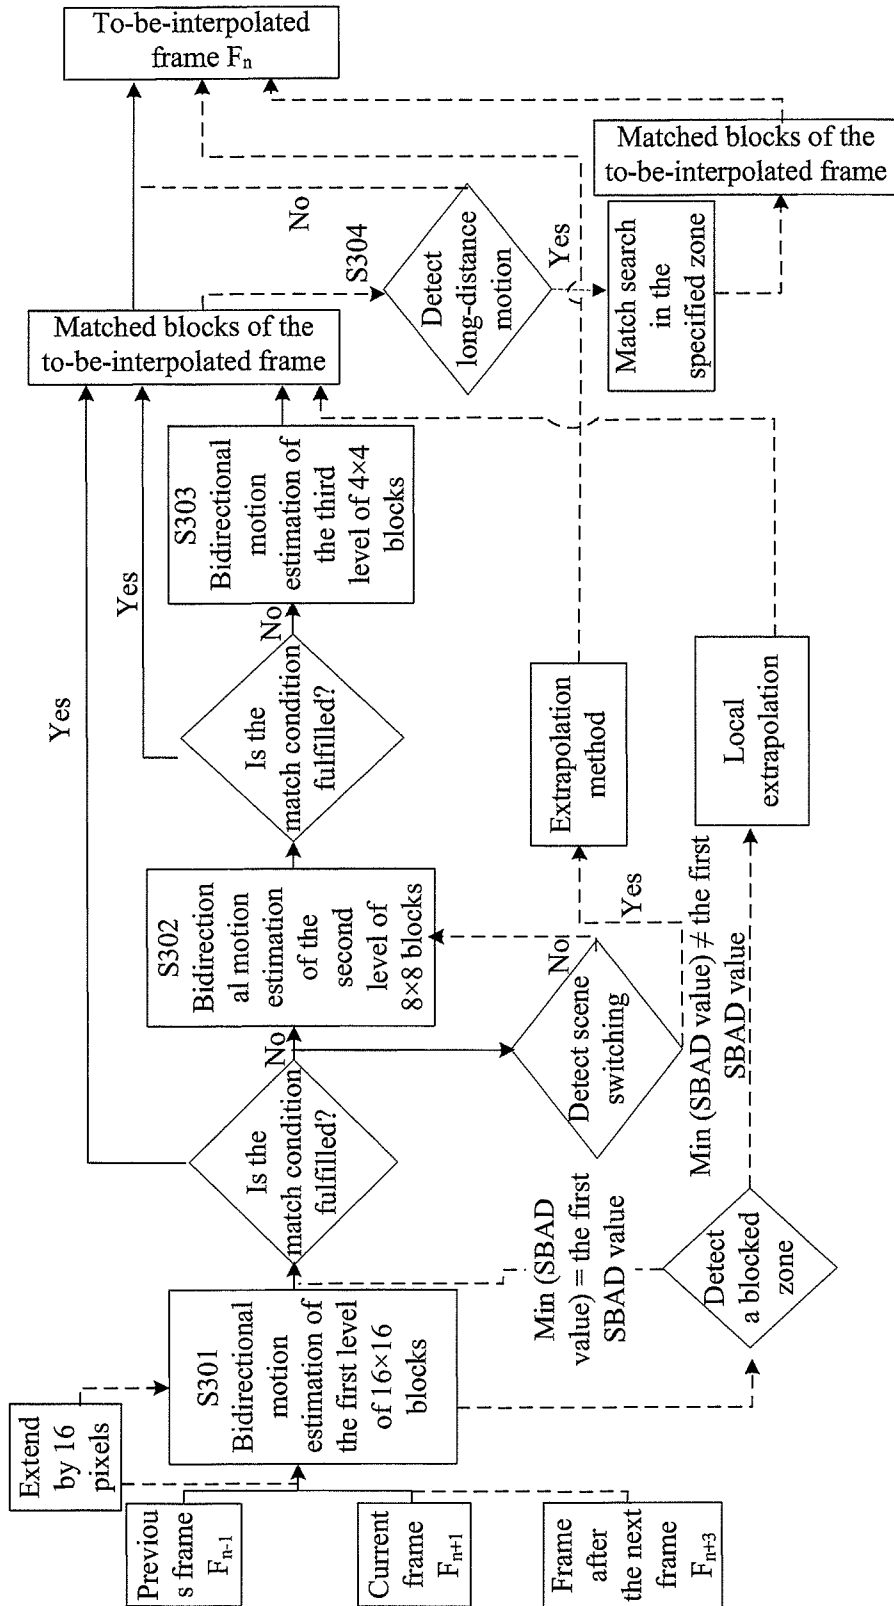 Previou
s frame
Fn-1
Current
frame
Fn+1
Frame
after
the next
frame
Fn+3
Extend
by 16
pixels
S301
Bidirectional
motion
estimation of
the first level
of 16×16
blocks
Is the
match condition
fulfilled?
Yes
No
Min (SBAD
value) = the first
SBAD value
Detect
a blocked
zone
Detect scene
switching
No
Yes
Min (SBAD value) ≠ the first
SBAD value
S302
Bidirection
al motion
estimation
of the
second
level of
8×8 blocks
Is the
match condition
fulfilled?
Yes
No
S303
Bidirectional
motion
estimation of
the third
level of 4×4
blocks
Extrapolation
method
Local
extrapolation
Matched blocks of the
to-be-interpolated frame
S304
Detect
long-distance
motion
No
Yes
Match search
in the
specified zone
Matched blocks of the
to-be-interpolated frame
To-be-interpolated
frame Fn